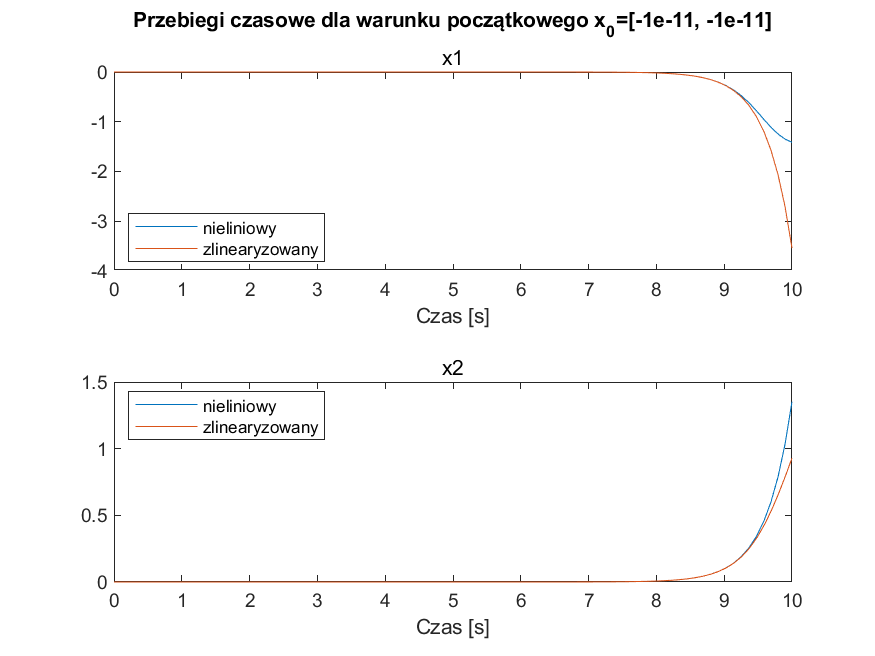 Przebiegi czasowe dla warunku początkowego x0=[-1e-11, -1e-11]
x1
0
-1
-2
-3
-4
nieliniowy
zlinearyzowany
0 1 2 3 4 5 6 7 8 9 10
Czas [s]
x2
1.5
1
0.5
0
nieliniowy
zlinearyzowany
0 1 2 3 4 5 6 7 8 9 10
Czas [s]